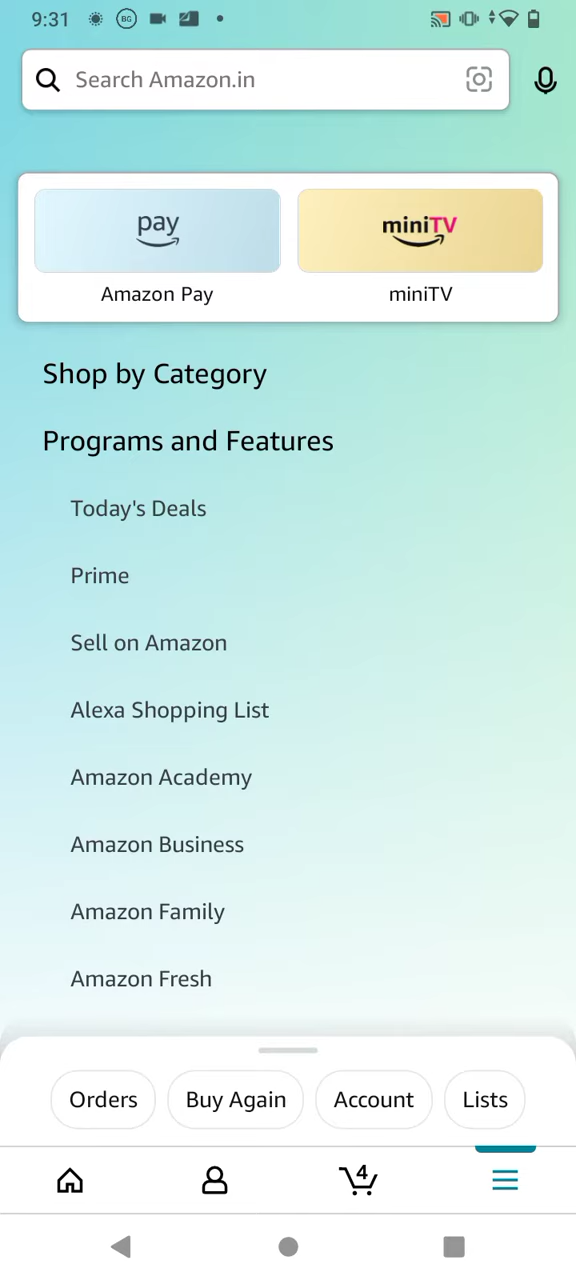 9:31
BG
Search Amazon.in
pay
miniTV
Amazon Pay
miniTV
Shop by Category
Programs and Features
Today's Deals
Prime
Sell on Amazon
Alexa Shopping List
Amazon Academy
Amazon Business
Amazon Family
Amazon Fresh
Orders
Buy Again
Account
Lists
4